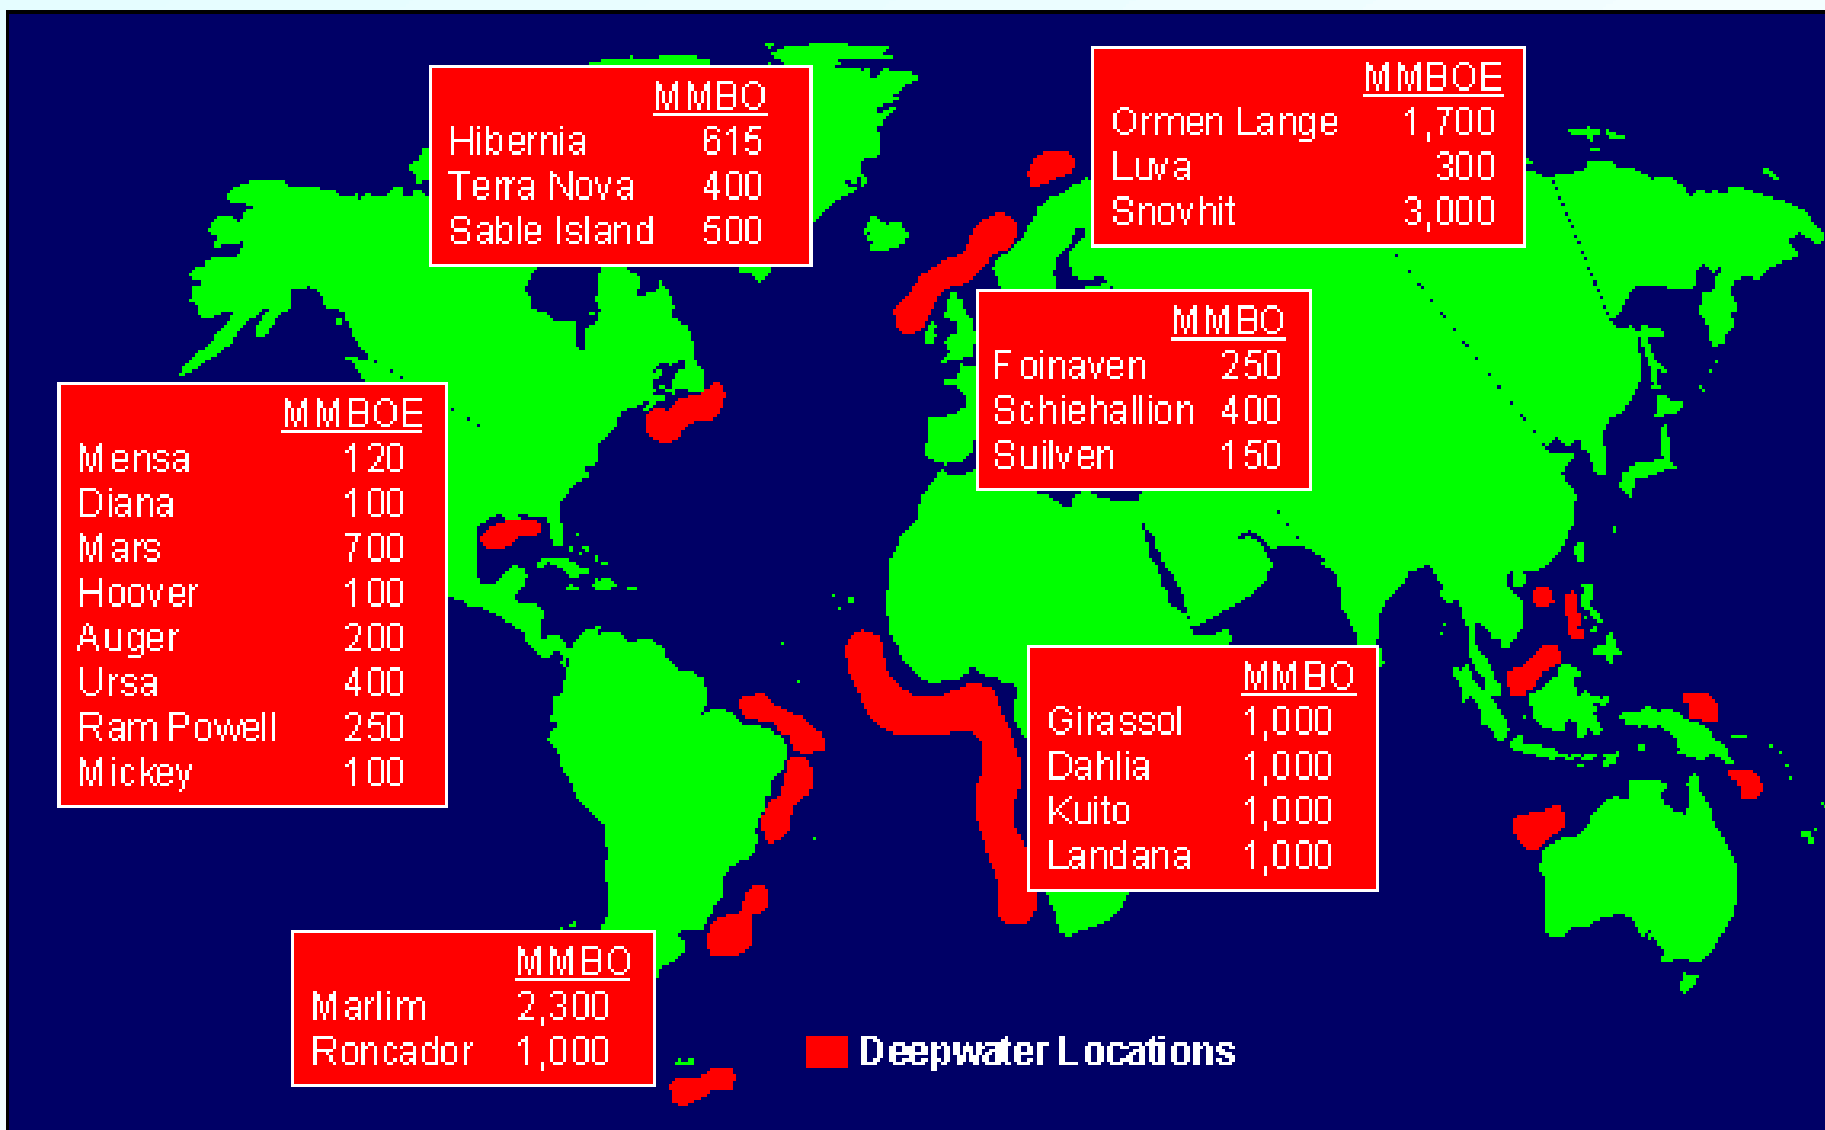 MMBO
Hibernia 615
Terra Nova 400
Sable Island 500
MMBOE
Ormen Lange 1,700
Luva 300
Snovhit 3,000
MMBO
Foinaven 250
Schiehallion 400
Suilven 150
MMBOE
Mensa 120
Diana 100
Mars 700
Hoover 100
Auger 200
Ursa 400
Ram Powell 250
Mickey 100
MMBO
Girassol 1,000
Dahlia 1,000
Kuito 1,000
Landana 1,000
MMBO
Marlim 2,300
Roncador 1,000
Deepwater Locations